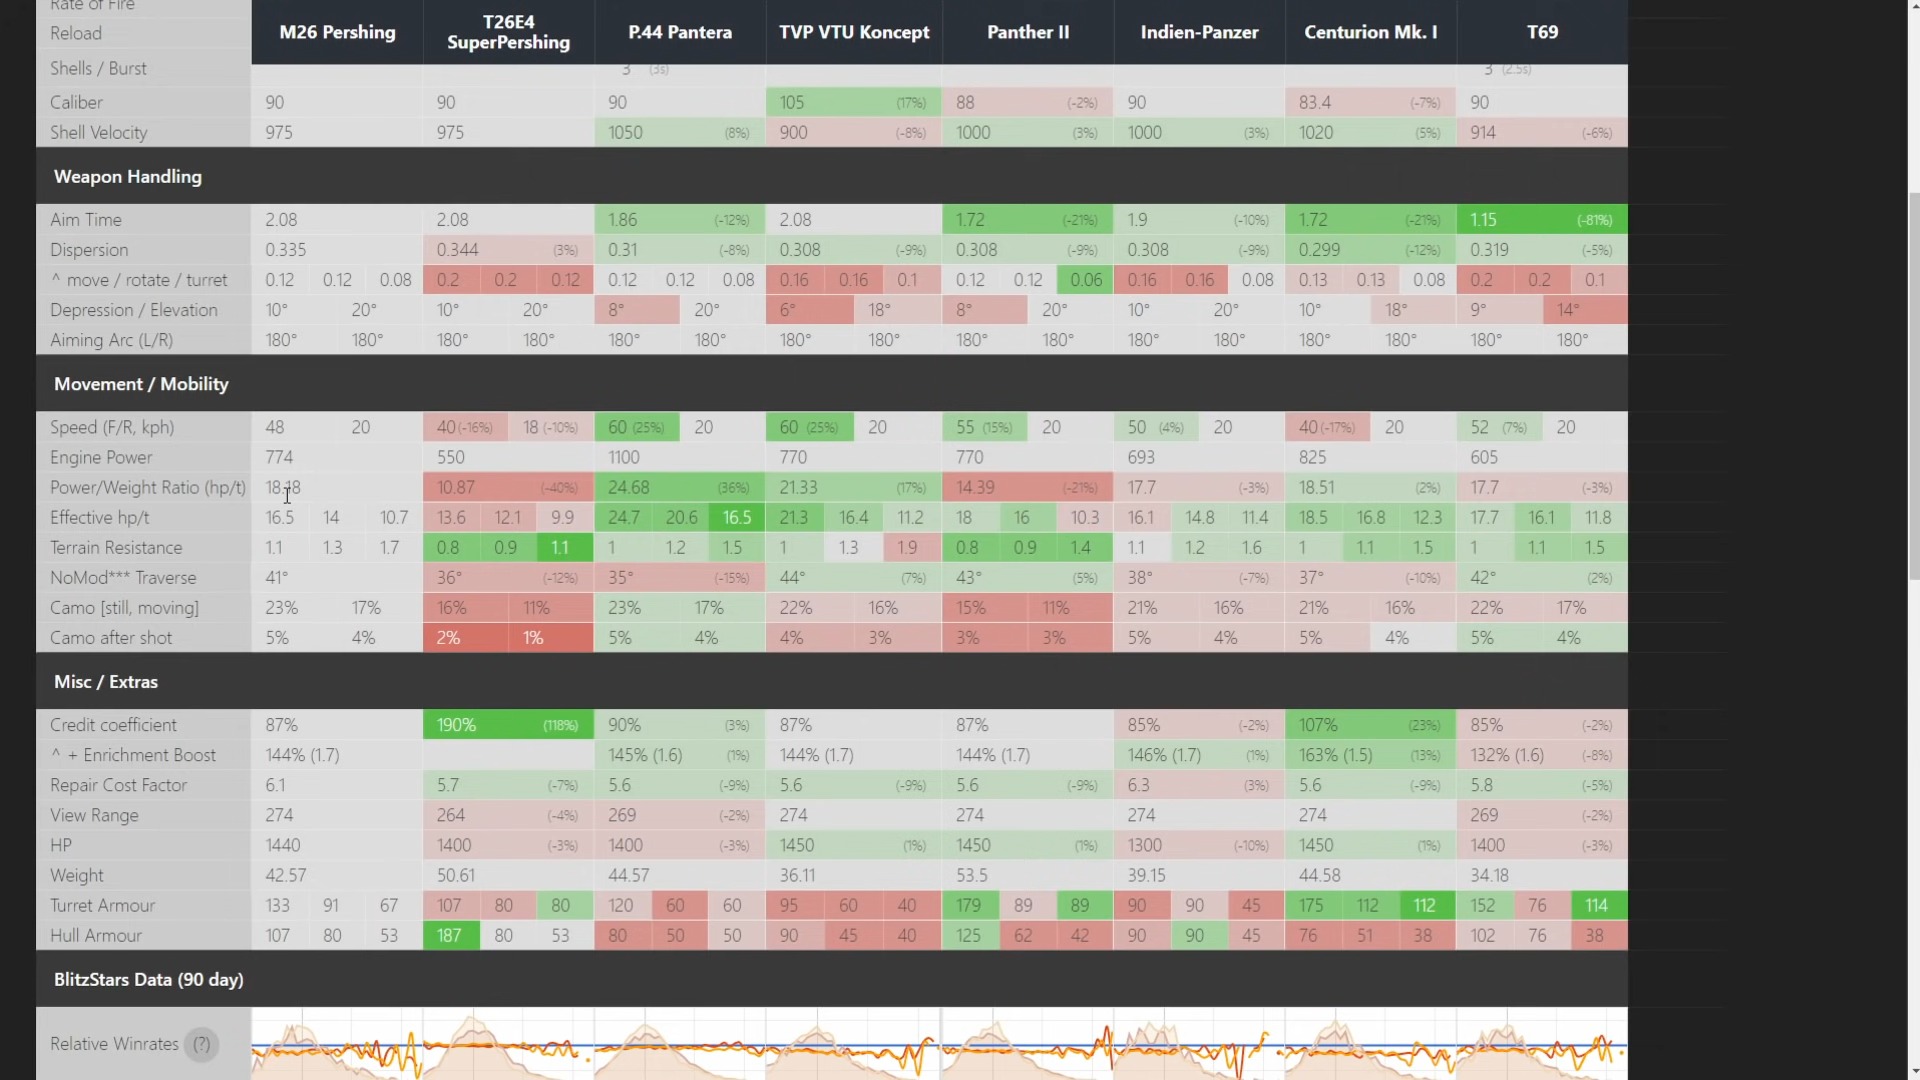 Rate of Fire
M26 Pershing T26E4 SuperPershing P.44 Pantera TVP VTU Koncept Panther II Indien-Panzer Centurion Mk. I T69
Reload
Shells / Burst 3 (3s) 3 (2.5s)
Caliber 90 90 90 105 (17%) 88 (-2%) 90 83.4 (-7%) 90
Shell Velocity 975 975 1050 (8%) 900 (-8%) 1000 (3%) 1000 (3%) 1020 (5%) 914 (-6%)
Weapon Handling
Aim Time 2.08 2.08 1.86 (-12%) 2.08 1.72 (-21%) 1.9 (-10%) 1.72 (-21%) 1.15 (-81%)
Dispersion 0.335 0.344 (3%) 0.31 (-8%) 0.308 (-9%) 0.308 (-9%) 0.308 (-9%) 0.299 (-12%) 0.319 (-5%)
^ move / rotate / turret 0.12 0.12 0.08 0.2 0.2 0.12 0.12 0.12 0.08 0.16 0.16 0.1 0.12 0.12 0.06 0.16 0.16 0.08 0.13 0.13 0.08 0.2 0.2 0.1
Depression / Elevation 10° 20° 10° 20° 8° 20° 6° 18° 8° 20° 10° 20° 10° 18° 9° 14°
Aiming Arc (L/R) 180° 180° 180° 180° 180° 180° 180° 180° 180° 180° 180° 180° 180° 180° 180° 180°
Movement / Mobility
Speed (F/R, kph) 48 20 40 (-16%) 18 (-10%) 60 (25%) 20 60 (25%) 20 55 (15%) 20 50 (4%) 20 40 (-17%) 20 52 (7%) 20
Engine Power 774 550 1100 770 770 693 825 605
Power/Weight Ratio (hp/t) 18.18 10.87 (-40%) 24.68 (36%) 21.33 (17%) 14.39 (-21%) 17.7 (-3%) 18.51 (2%) 17.7 (-3%)
Effective hp/t 16.5 14 10.7 13.6 12.1 9.9 24.7 20.6 16.5 21.3 16.4 11.2 18 16 10.3 16.1 14.8 11.4 18.5 16.8 12.3 17.7 16.1 11.8
Terrain Resistance 1.1 1.3 1.7 0.8 0.9 1.1 1 1.2 1.5 1 1.3 1.9 0.8 0.9 1.4 1.1 1.2 1.6 1 1.1 1.5 1 1.1 1.5
NoMod*** Traverse 41° 36° (-12%) 35° (-15%) 44° (7%) 43° (5%) 38° (-7%) 37° (-10%) 42° (2%)
Camo [still, moving] 23% 17% 16% 11% 23% 17% 22% 16% 15% 11% 21% 16% 21% 16% 22% 17%
Camo after shot 5% 4% 2% 1% 5% 4% 4% 3% 3% 3% 5% 4% 5% 4% 5% 4%
Misc / Extras
Credit coefficient 87% 190% (118%) 90% (3%) 87% 87% 85% (-2%) 107% (23%) 85% (-2%)
^ + Enrichment Boost 144% (1.7) 145% (1.6) (1%) 144% (1.7) 144% (1.7) 146% (1.7) (1%) 163% (1.5) (13%) 132% (1.6) (-8%)
Repair Cost Factor 6.1 5.7 (-7%) 5.6 (-9%) 5.6 (-9%) 5.6 (-9%) 6.3 (3%) 5.6 (-9%) 5.8 (-5%)
View Range 274 264 (-4%) 269 (-2%) 274 274 274 274 269 (-2%)
HP 1440 1400 (-3%) 1400 (-3%) 1450 (1%) 1450 (1%) 1300 (-10%) 1450 (1%) 1400 (-3%)
Weight 42.57 50.61 44.57 36.11 53.5 39.15 44.58 34.18
Turret Armour 133 91 67 107 80 80 120 60 60 95 60 40 179 89 89 90 90 45 175 112 112 152 76 114
Hull Armour 107 80 53 187 80 53 80 50 50 90 45 40 125 62 42 90 90 45 76 51 38 102 76 38
BlitzStars Data (90 day)
Relative Winrates (?)